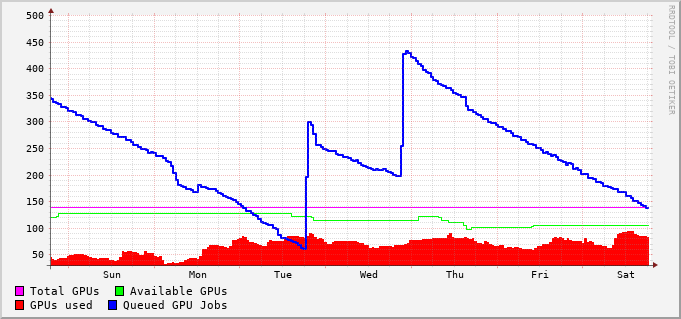 500
450
400
350
300
250
200
150
100
50
Sun Mon Tue Wed Thu Fri Sat
Total GPUs Available GPUs
GPUs used Queued GPU Jobs
RRDTOOL / TOBI OETIKER